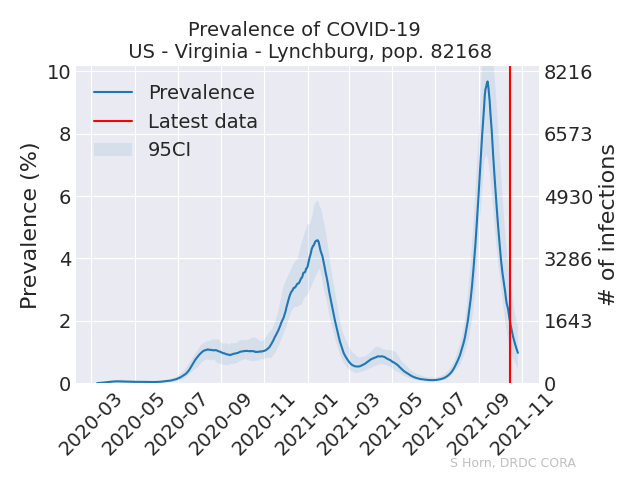 Prevalence of COVID-19
US - Virginia - Lynchburg, pop. 82168
Prevalence
Latest data
95CI
Prevalence (%)
10
8
6
4
2
0
8216
6573
4930
3286
1643
0
# of infections
2020-03
2020-05
2020-07
2020-09
2020-11
2021-01
2021-03
2021-05
2021-07
2021-09
2021-11
S Horn, DRDC CORA